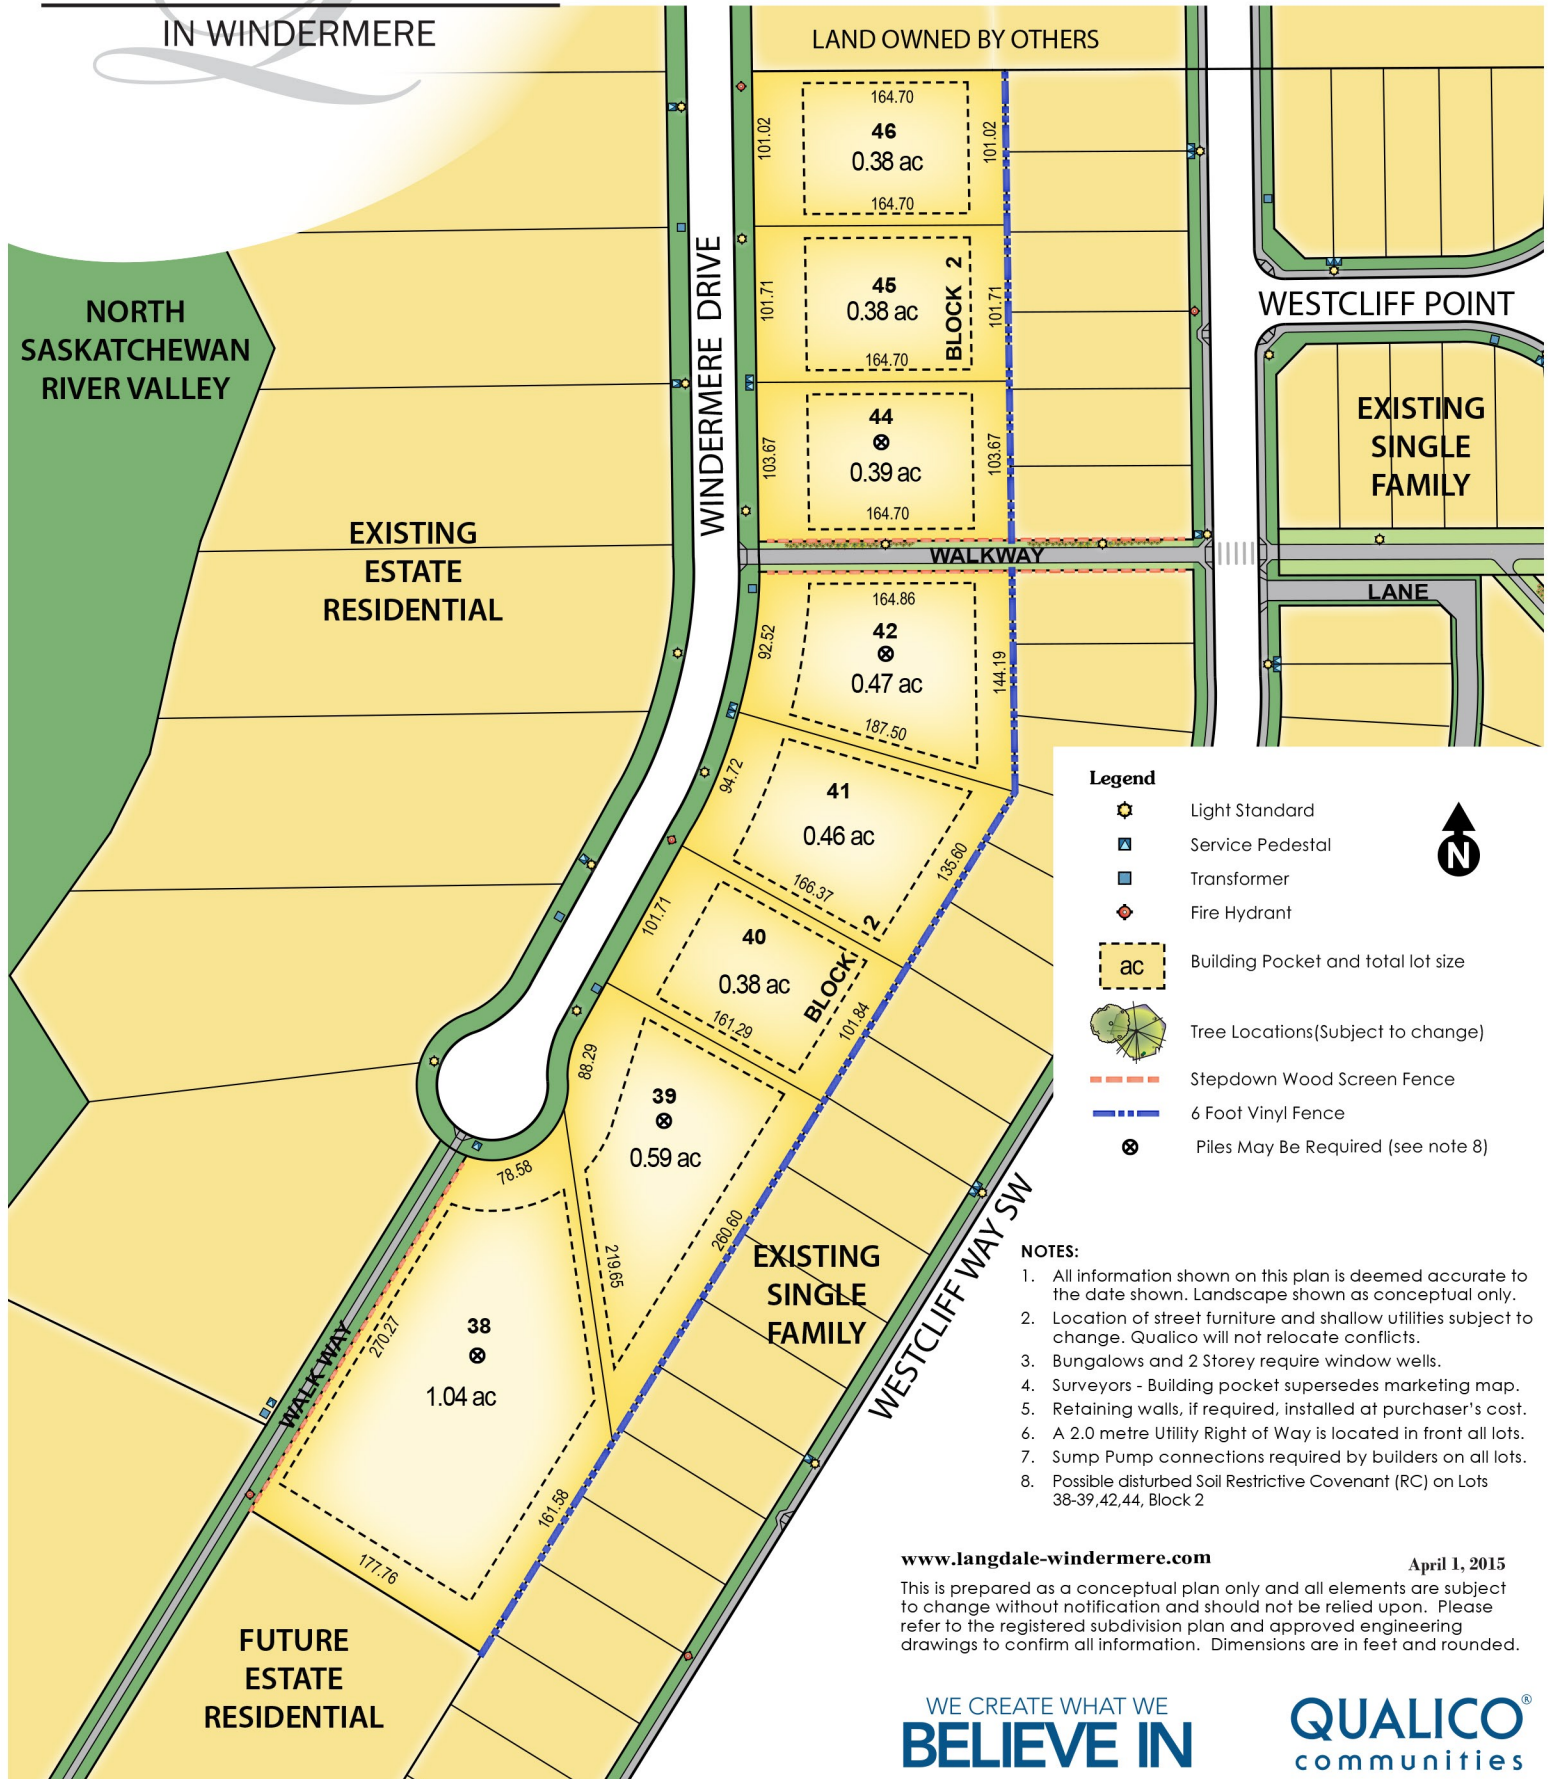 IN WINDERMERE
LAND OWNED BY OTHERS
164.70
46
0.38 ac
164.70
101.02
101.02
45
0.38 ac
164.70
101.71
101.71
BLOCK 2
44
0.39 ac
164.70
103.67
103.67
WINDERMERE DRIVE
WALKWAY
NORTH
SASKATCHEWAN
RIVER VALLEY
EXISTING
ESTATE
RESIDENTIAL
WESTCLIFF POINT
EXISTING
SINGLE
FAMILY
LANE
164.86
42
0.47 ac
187.50
92.52
144.19
41
0.46 ac
166.37
94.72
135.60
40
0.38 ac
161.29
101.71
101.84
BLOCK 2
39
0.59 ac
88.29
219.65
260.60
78.58
38
1.04 ac
270.27
161.58
177.76
WALK WAY
EXISTING
SINGLE
FAMILY
WESTCLIFF WAY SW
FUTURE
ESTATE
RESIDENTIAL
Legend
Light Standard
Service Pedestal
Transformer
Fire Hydrant
ac
Building Pocket and total lot size
Tree Locations(Subject to change)
Stepdown Wood Screen Fence
6 Foot Vinyl Fence
Piles May Be Required (see note 8)
N
NOTES:
1. All information shown on this plan is deemed accurate to
the date shown. Landscape shown as conceptual only.
2. Location of street furniture and shallow utilities subject to
change. Qualico will not relocate conflicts.
3. Bungalows and 2 Storey require window wells.
4. Surveyors - Building pocket supersedes marketing map.
5. Retaining walls, if required, installed at purchaser's cost.
6. A 2.0 metre Utility Right of Way is located in front all lots.
7. Sump Pump connections required by builders on all lots.
8. Possible disturbed Soil Restrictive Covenant (RC) on Lots
38-39,42,44, Block 2
www.langdale-windermere.com
April 1, 2015
This is prepared as a conceptual plan only and all elements are subject
to change without notification and should not be relied upon. Please
refer to the registered subdivision plan and approved engineering
drawings to confirm all information. Dimensions are in feet and rounded.
WE CREATE WHAT WE
BELIEVE IN
QUALICO®
communities